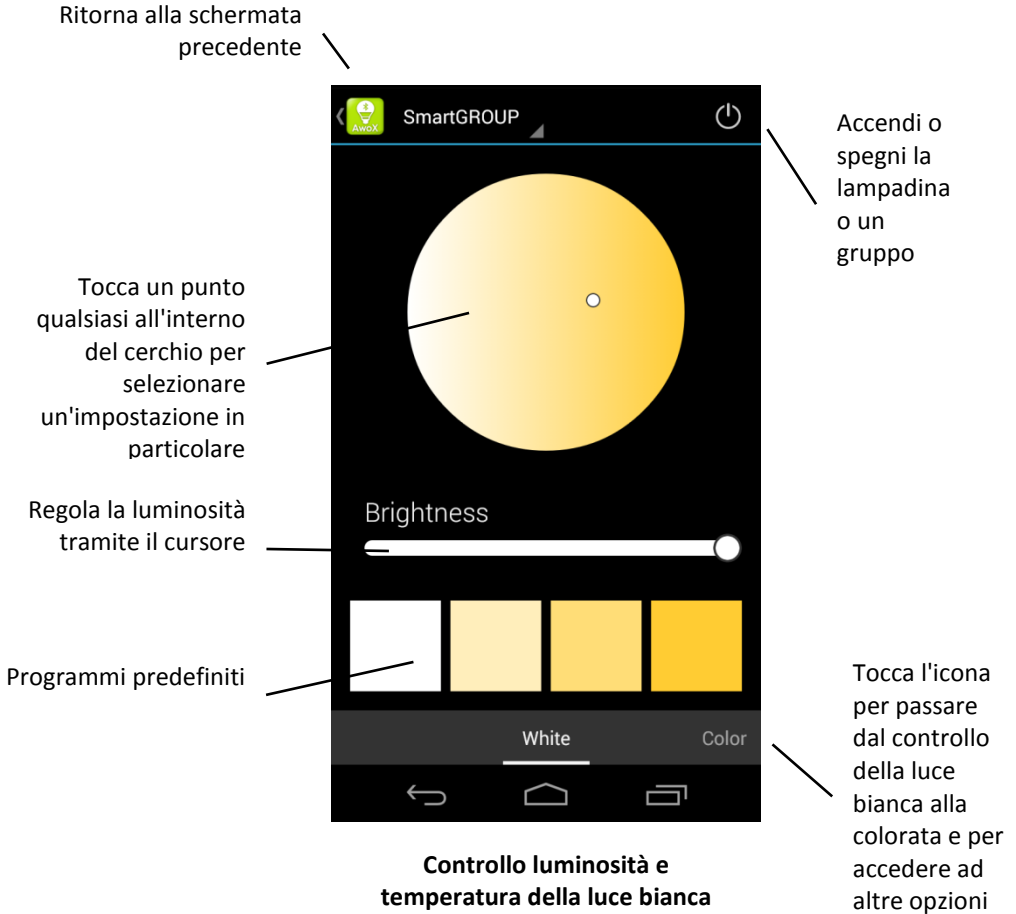 Ritorna alla schermata
precedente
AwoX
SmartGROUP
Accendi o
spegni la
lampadina
o un
gruppo
Tocca un punto
qualsiasi all'interno
del cerchio per
selezionare
un'impostazione in
particolare
Regola la luminosità
tramite il cursore
Brightness
Programmi predefiniti
White
Color
Tocca l'icona
per passare
dal controllo
della luce
bianca alla
colorata e per
accedere ad
altre opzioni
Controllo luminosità e
temperatura della luce bianca